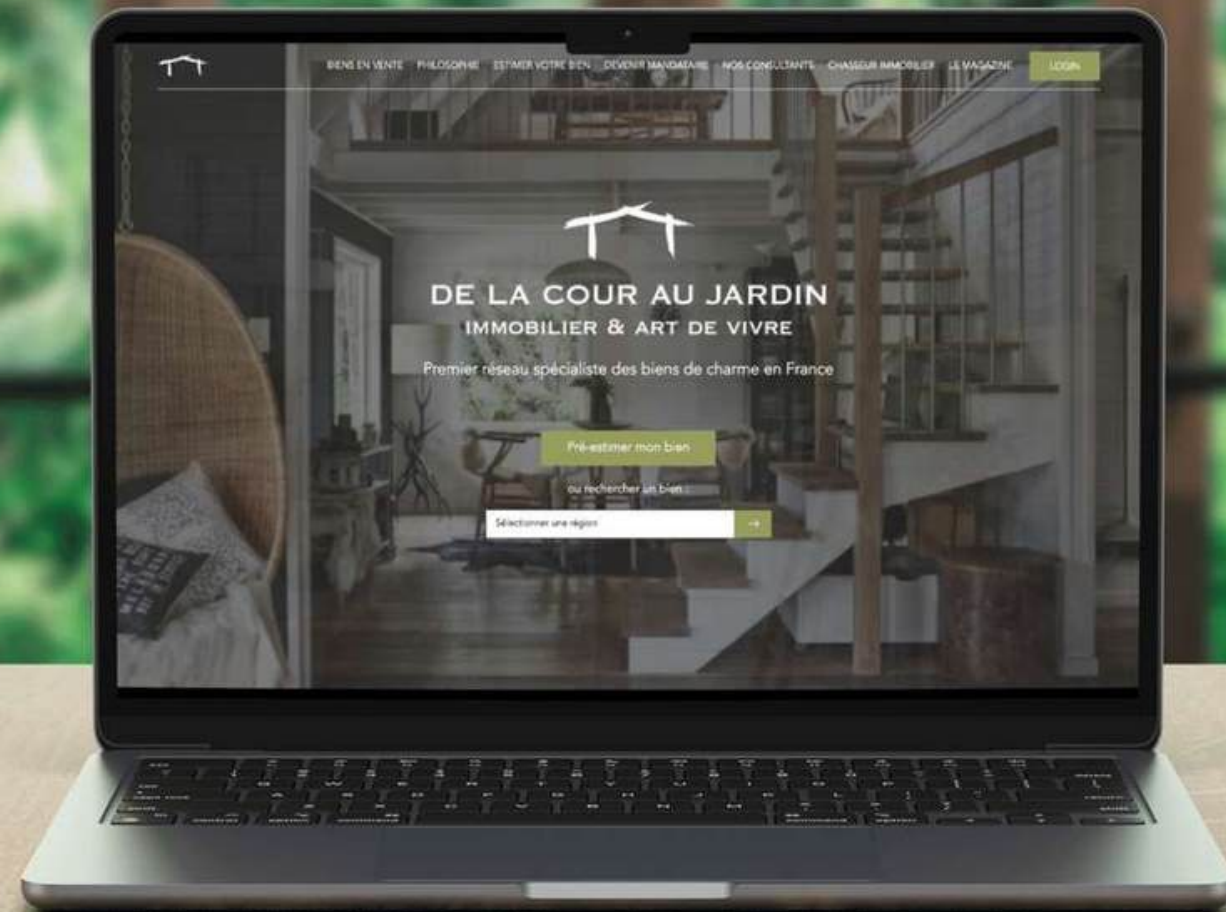 BIENS EN VENTE PHILOSOPHIE ESTIMER VOTRE BIEN DEVENIR MANDATAIRE NOS CONSULTANTS CHASSEUR IMMOBILIER LE MAGAZINE LOGIN
DE LA COUR AU JARDIN
IMMOBILIER & ART DE VIVRE
Premier réseau spécialiste des biens de charme en France
Pré-estimer mon bien
ou rechercher un bien :
Sélectionner une région